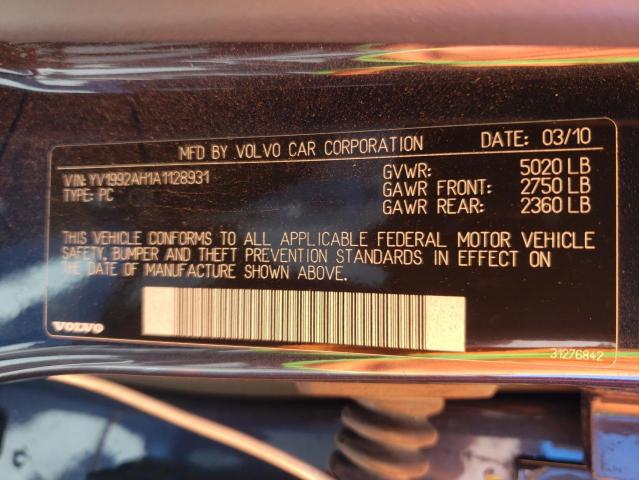 MFD BY VOLVO CAR CORPORATION DATE: 03/10
VIN: YV1992AH1A1128931
TYPE: PC
GVWR: 5020 LB
GAWR FRONT: 2750 LB
GAWR REAR: 2360 LB
THIS VEHICLE CONFORMS TO ALL APPLICABLE FEDERAL MOTOR VEHICLE
SAFETY, BUMPER AND THEFT PREVENTION STANDARDS IN EFFECT ON
THE DATE OF MANUFACTURE SHOWN ABOVE.
VOLVO
31276842